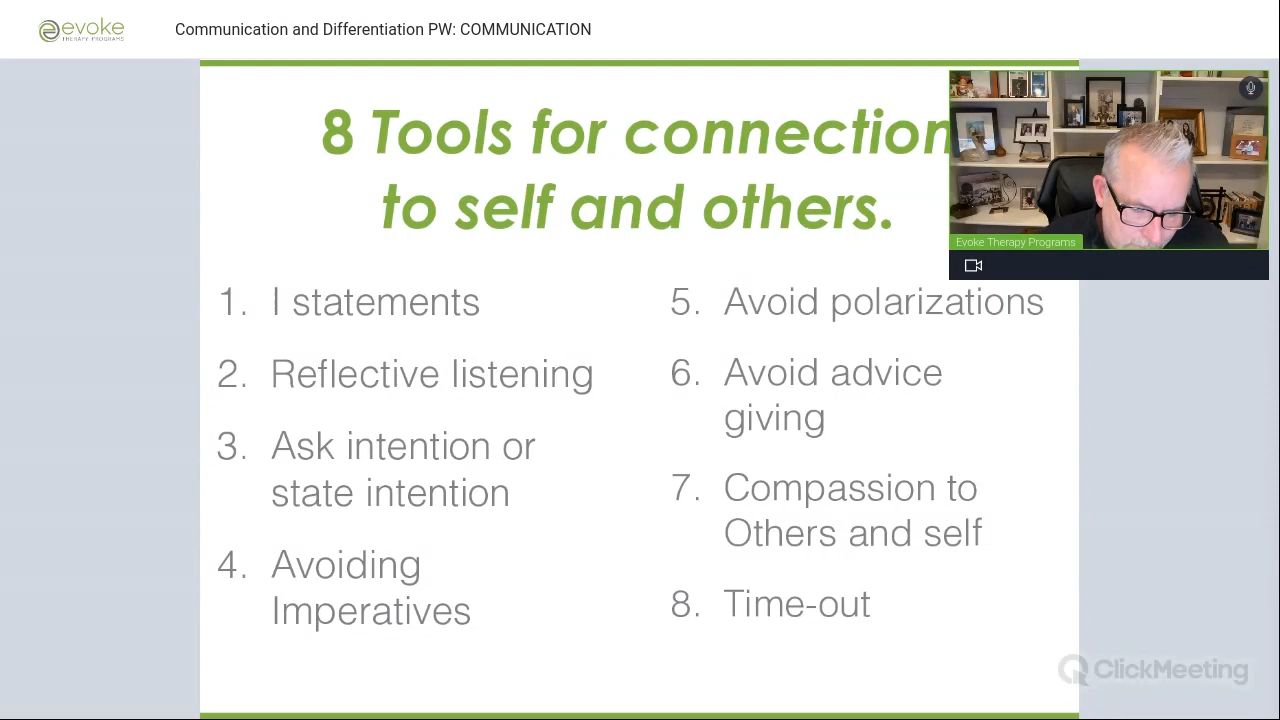 evoke
THERAPY PROGRAMS
Communication and Differentiation PW: COMMUNICATION
8 Tools for connection
to self and others.
Evoke Therapy Programs
1. I statements
2. Reflective listening
3. Ask intention or
state intention
4. Avoiding
Imperatives
5. Avoid polarizations
6. Avoid advice
giving
7. Compassion to
Others and self
8. Time-out
ClickMeeting